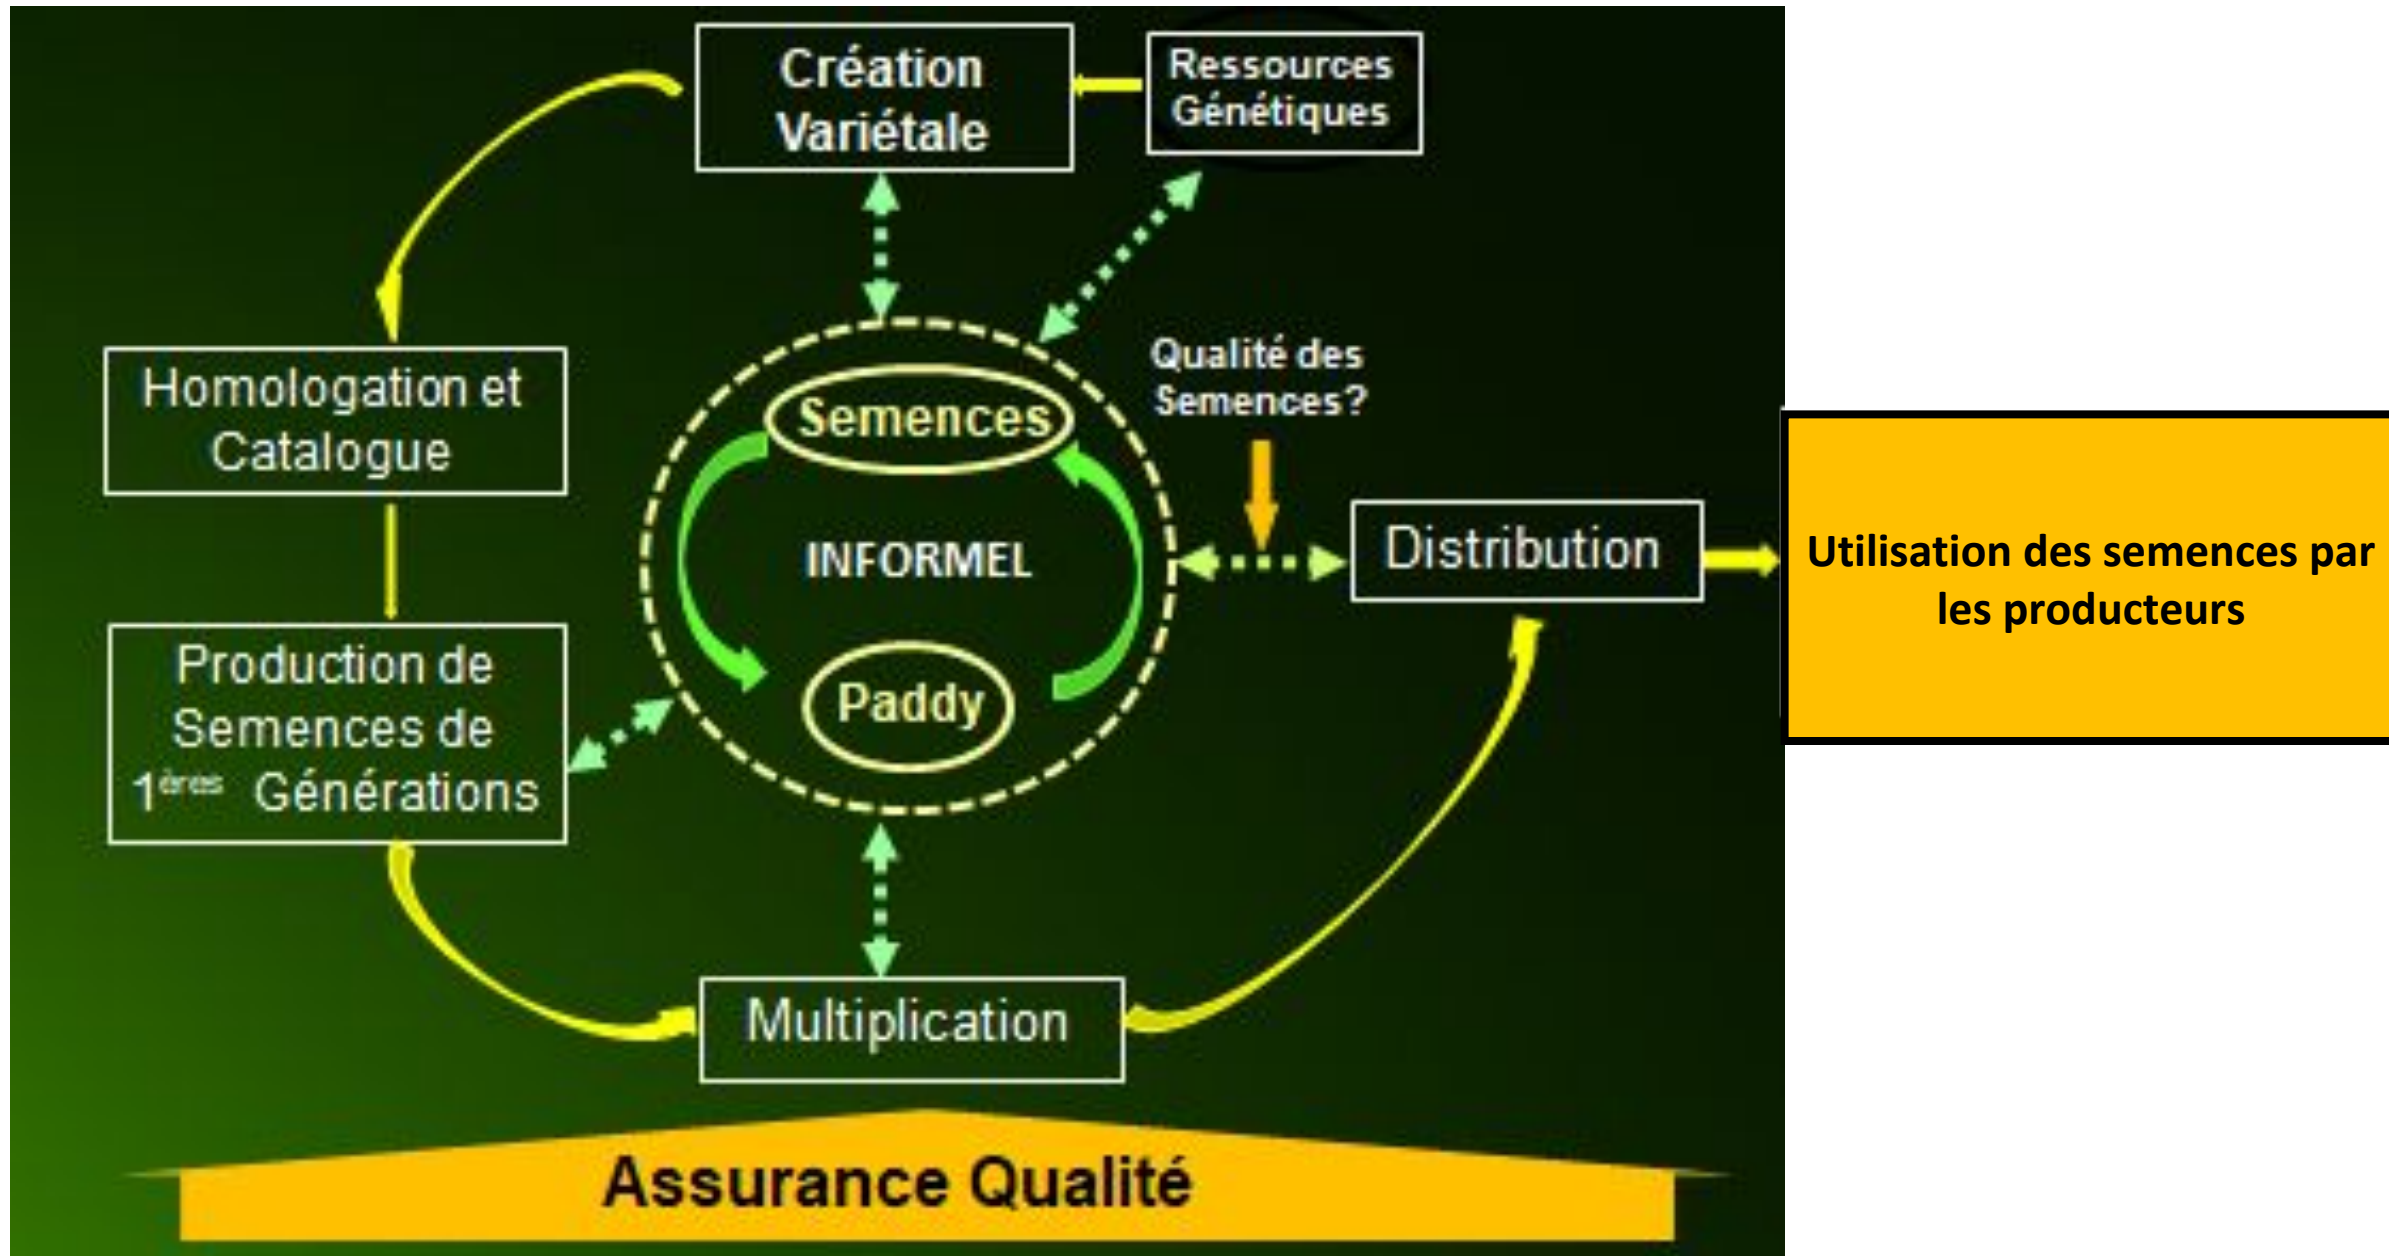 Création
Variétale
Ressources
Génétiques
Homologation et
Catalogue
Qualité des
Semences?
Semences
INFORMEL
Paddy
Distribution
Utilisation des semences par
les producteurs
Production de
Semences de
1ères Générations
Multiplication
Assurance Qualité